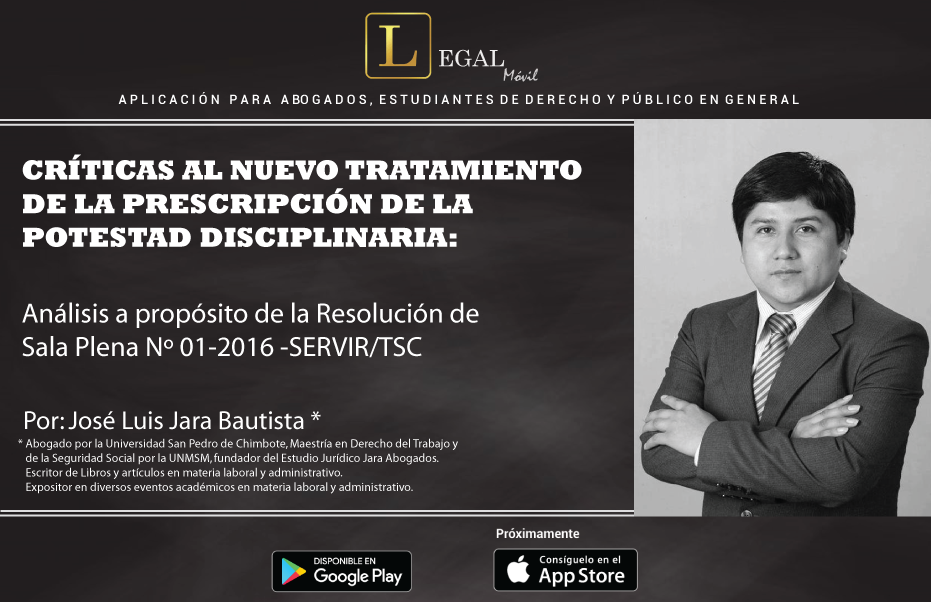 LEGAL
Móvil
APLICACIÓN PARA ABOGADOS, ESTUDIANTES DE DERECHO Y PÚBLICO EN GENERAL
CRÍTICAS AL NUEVO TRATAMIENTO
DE LA PRESCRIPCIÓN DE LA
POTESTAD DISCIPLINARIA:
Análisis a propósito de la Resolución de
Sala Plena Nº 01-2016 -SERVIR/TSC
Por: José Luis Jara Bautista *
* Abogado por la Universidad San Pedro de Chimbote, Maestría en Derecho del Trabajo y
de la Seguridad Social por la UNMSM, fundador del Estudio Jurídico Jara Abogados.
Escritor de Libros y artículos en materia laboral y administrativo.
Expositor en diversos eventos académicos en materia laboral y administrativo.
Próximamente
DISPONIBLE EN
Google Play
Consíguelo en el
App Store